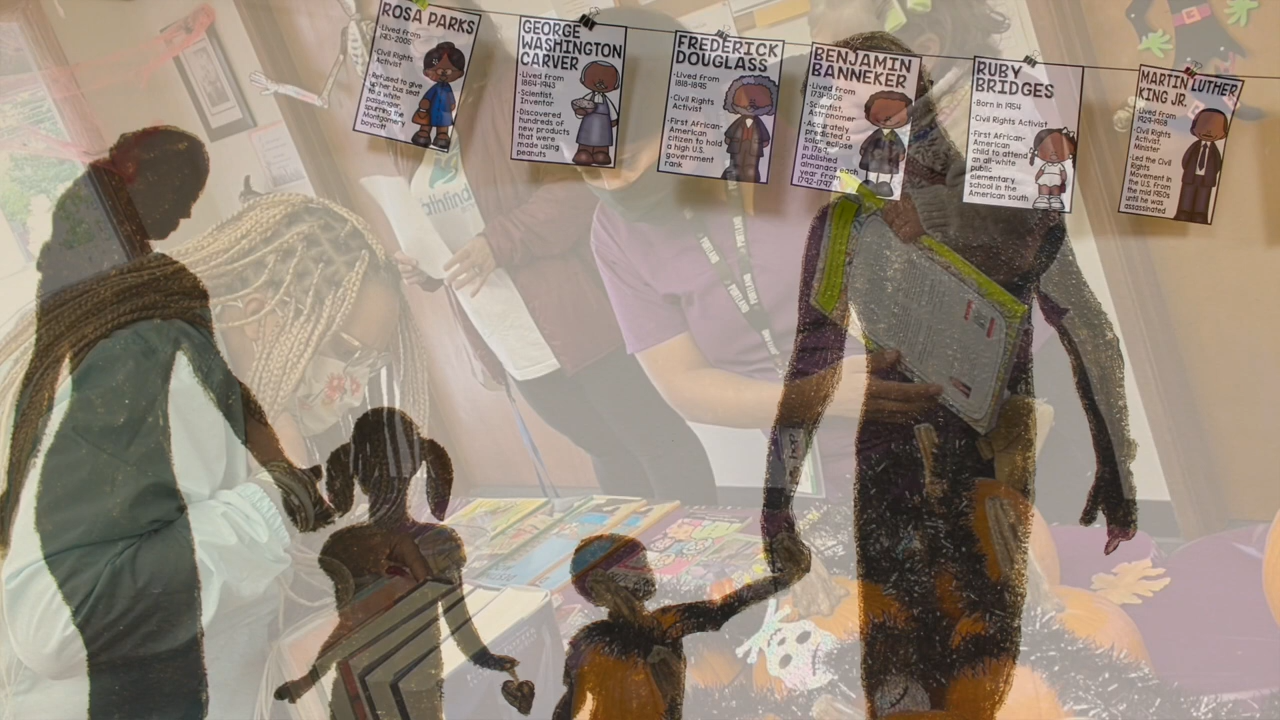 ROSA PARKS
•Lived from
1913-2005
•Civil Rights
Activist
•Refused to give
up her bus seat
to a white
passenger,
spurring the
Montgomery
boycott
GEORGE
WASHINGTON
CARVER
•Lived from
1864-1943
•Scientist,
Inventor
•Discovered
hundreds of
new products
that were
made using
peanuts
FREDERICK
DOUGLASS
•Lived from
1818-1895
•Civil Rights
Activist
•First African-
American
citizen to hold
a high U.S.
government
rank
BENJAMIN
BANNEKER
•Lived from
1731-1806
•Scientist,
Astronomer
•Accurately
predicted a
solar eclipse
in 1789,
published
almanacs each
year from
1792-1797
RUBY
BRIDGES
•Born in 1954
•Civil Rights Activist
•First African-
American
child to attend
an all-white
public
elementary
school in the
American south
MARTIN LUTHER
KING JR.
•Lived from
1929-1968
•Civil Rights
Activist,
Minister
•Led the Civil
Rights
Movement in
the U.S. from
the mid 1950s
until he was
assassinated